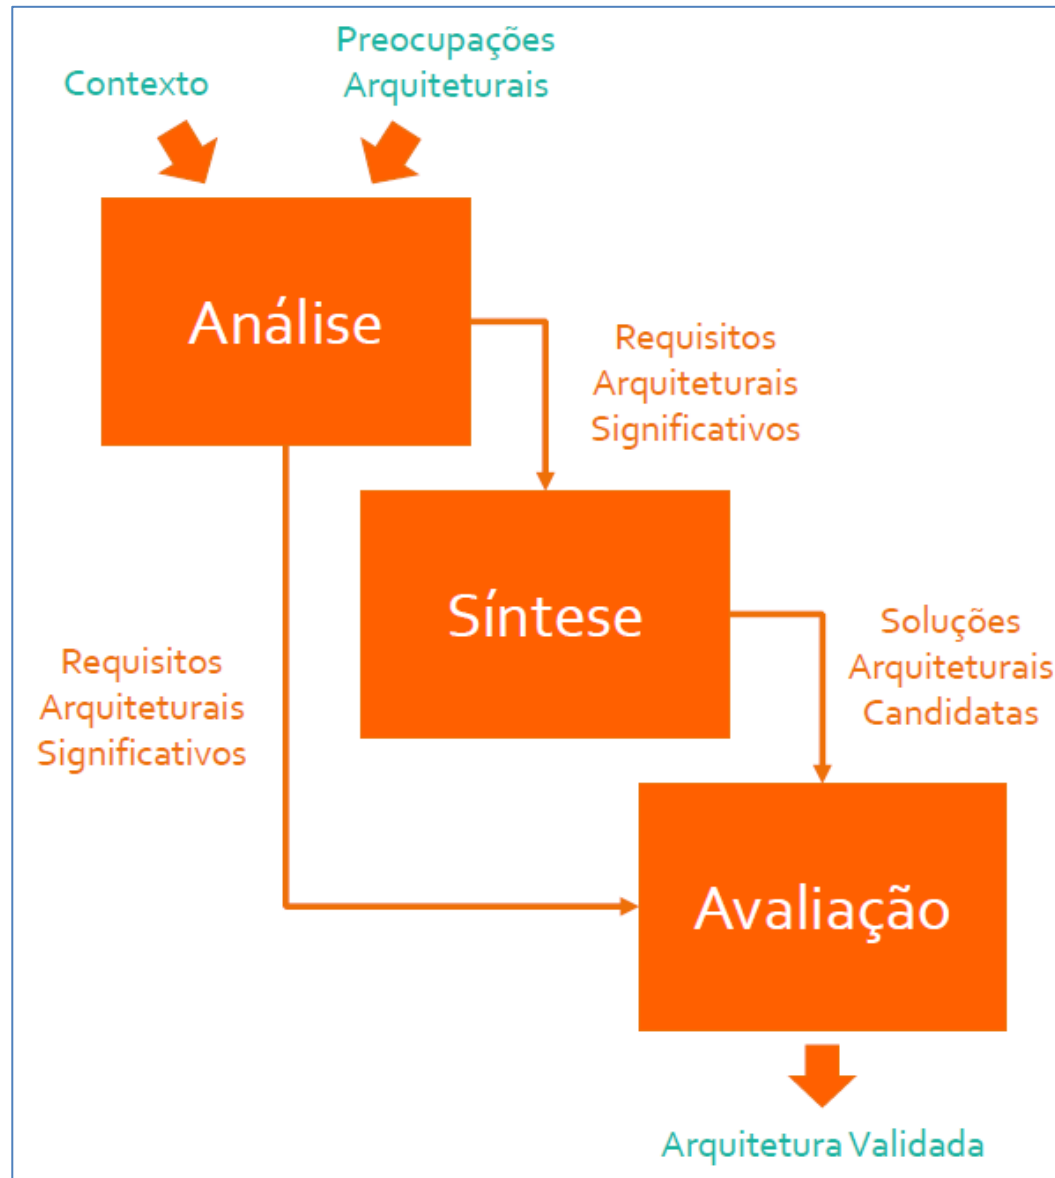 Contexto
Preocupações
Arquiteturais
Análise
Requisitos
Arquiteturais
Significativos
Síntese
Requisitos
Arquiteturais
Significativos
Soluções
Arquiteturais
Candidatas
Avaliação
Arquitetura Validada